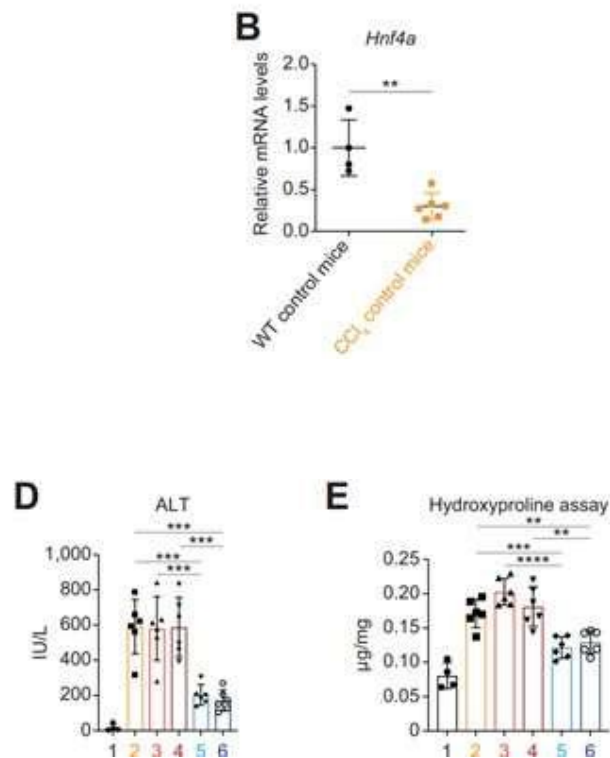 B
Hnf4a
**
Relative mRNA levels
2.0
1.5
1.0
0.5
0.0
WT control mice
CCl₄ control mice
D
ALT
***
***
***
***
IU/L
1,000
800
600
400
200
0
1 2 3 4 5 6
E
Hydroxyproline assay
**
**
***
****
µg/mg
0.25
0.20
0.15
0.10
0.05
0.00
1 2 3 4 5 6